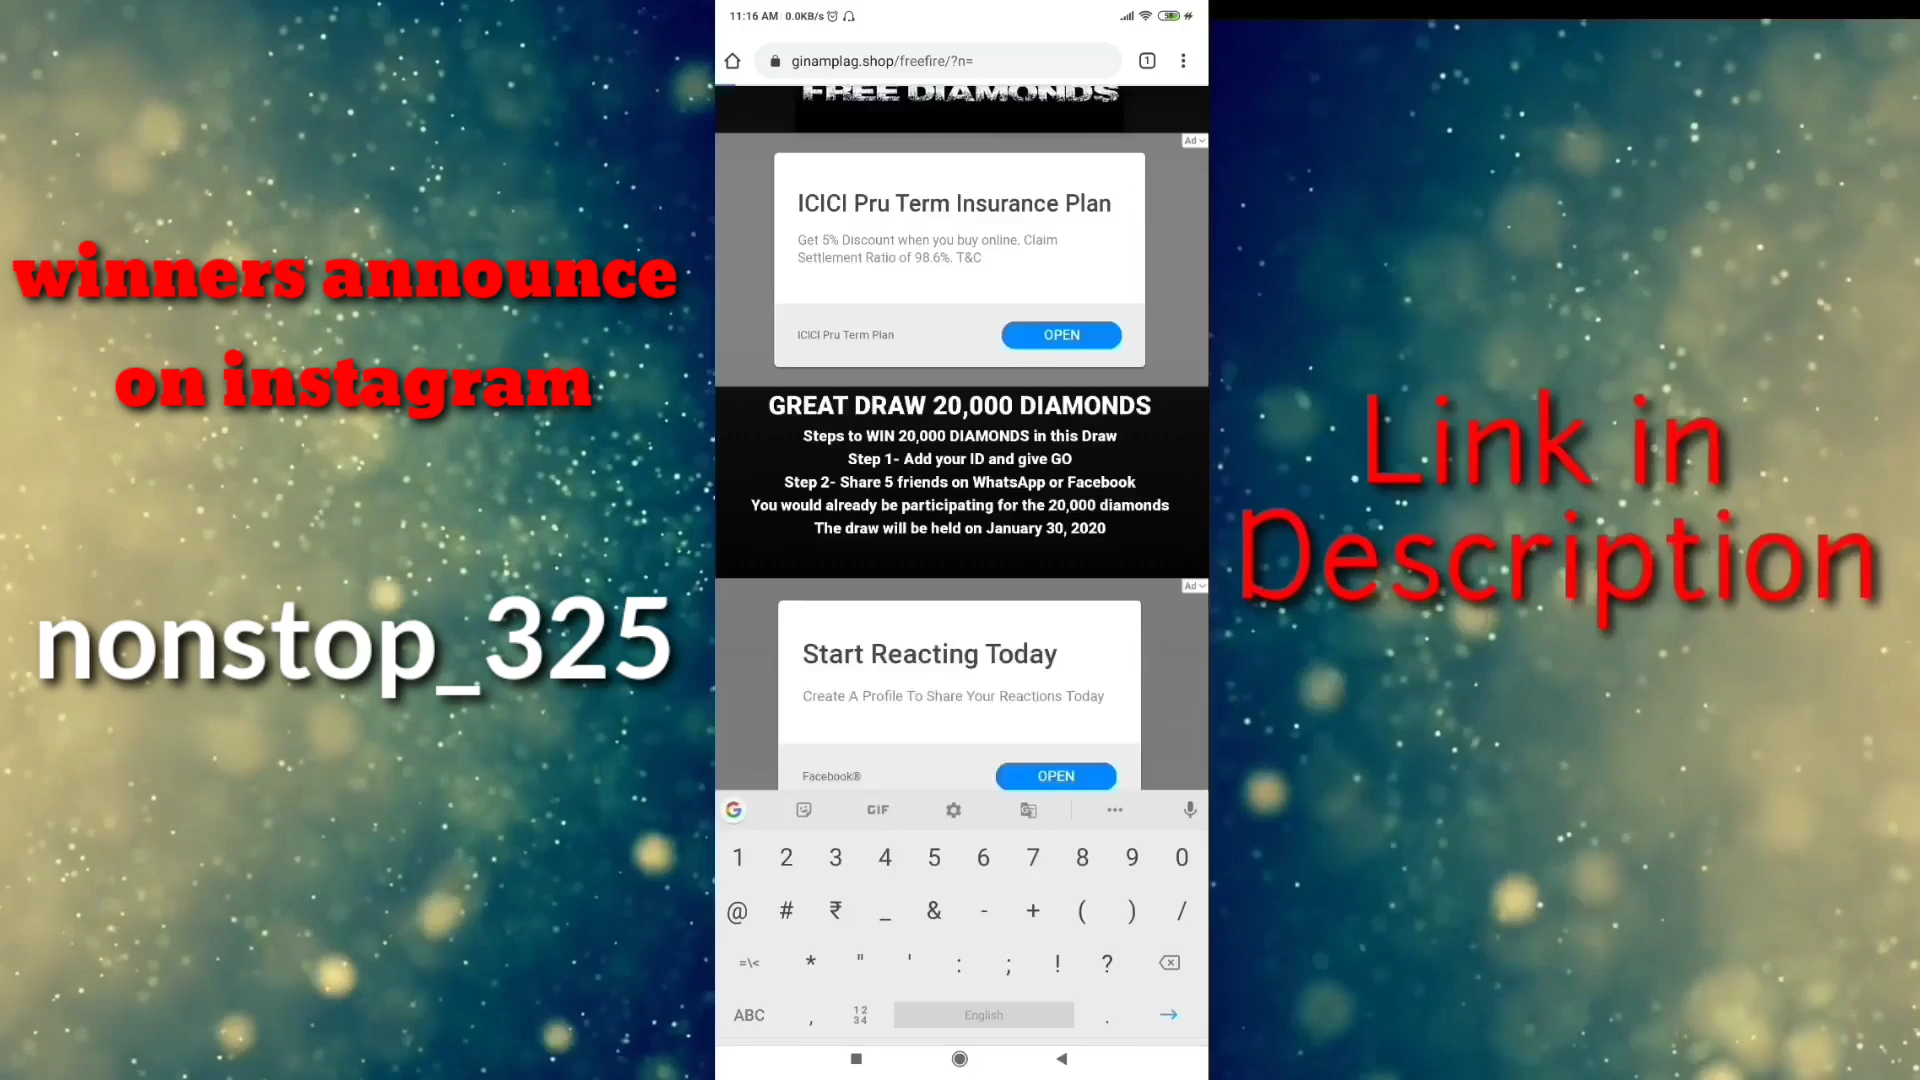 winners announce
on instagram
nonstop_325
11:16 AM 0.0KB/s
58
ginamplag.shop/freefire/?n=
1
FREE DIAMONDS
Ad
ICICI Pru Term Insurance Plan
Get 5% Discount when you buy online. Claim
Settlement Ratio of 98.6%. T&C
ICICI Pru Term Plan
OPEN
GREAT DRAW 20,000 DIAMONDS
Steps to WIN 20,000 DIAMONDS in this Draw
Step 1- Add your ID and give GO
Step 2- Share 5 friends on WhatsApp or Facebook
You would already be participating for the 20,000 diamonds
The draw will be held on January 30, 2020
Ad
Start Reacting Today
Create A Profile To Share Your Reactions Today
Facebook®
OPEN
G GIF
1 2 3 4 5 6 7 8 9 0
@ # ₹ _ & - + ( ) /
=\< * " ' : ; ! ?
ABC , 12 34 English .
Link in
Description